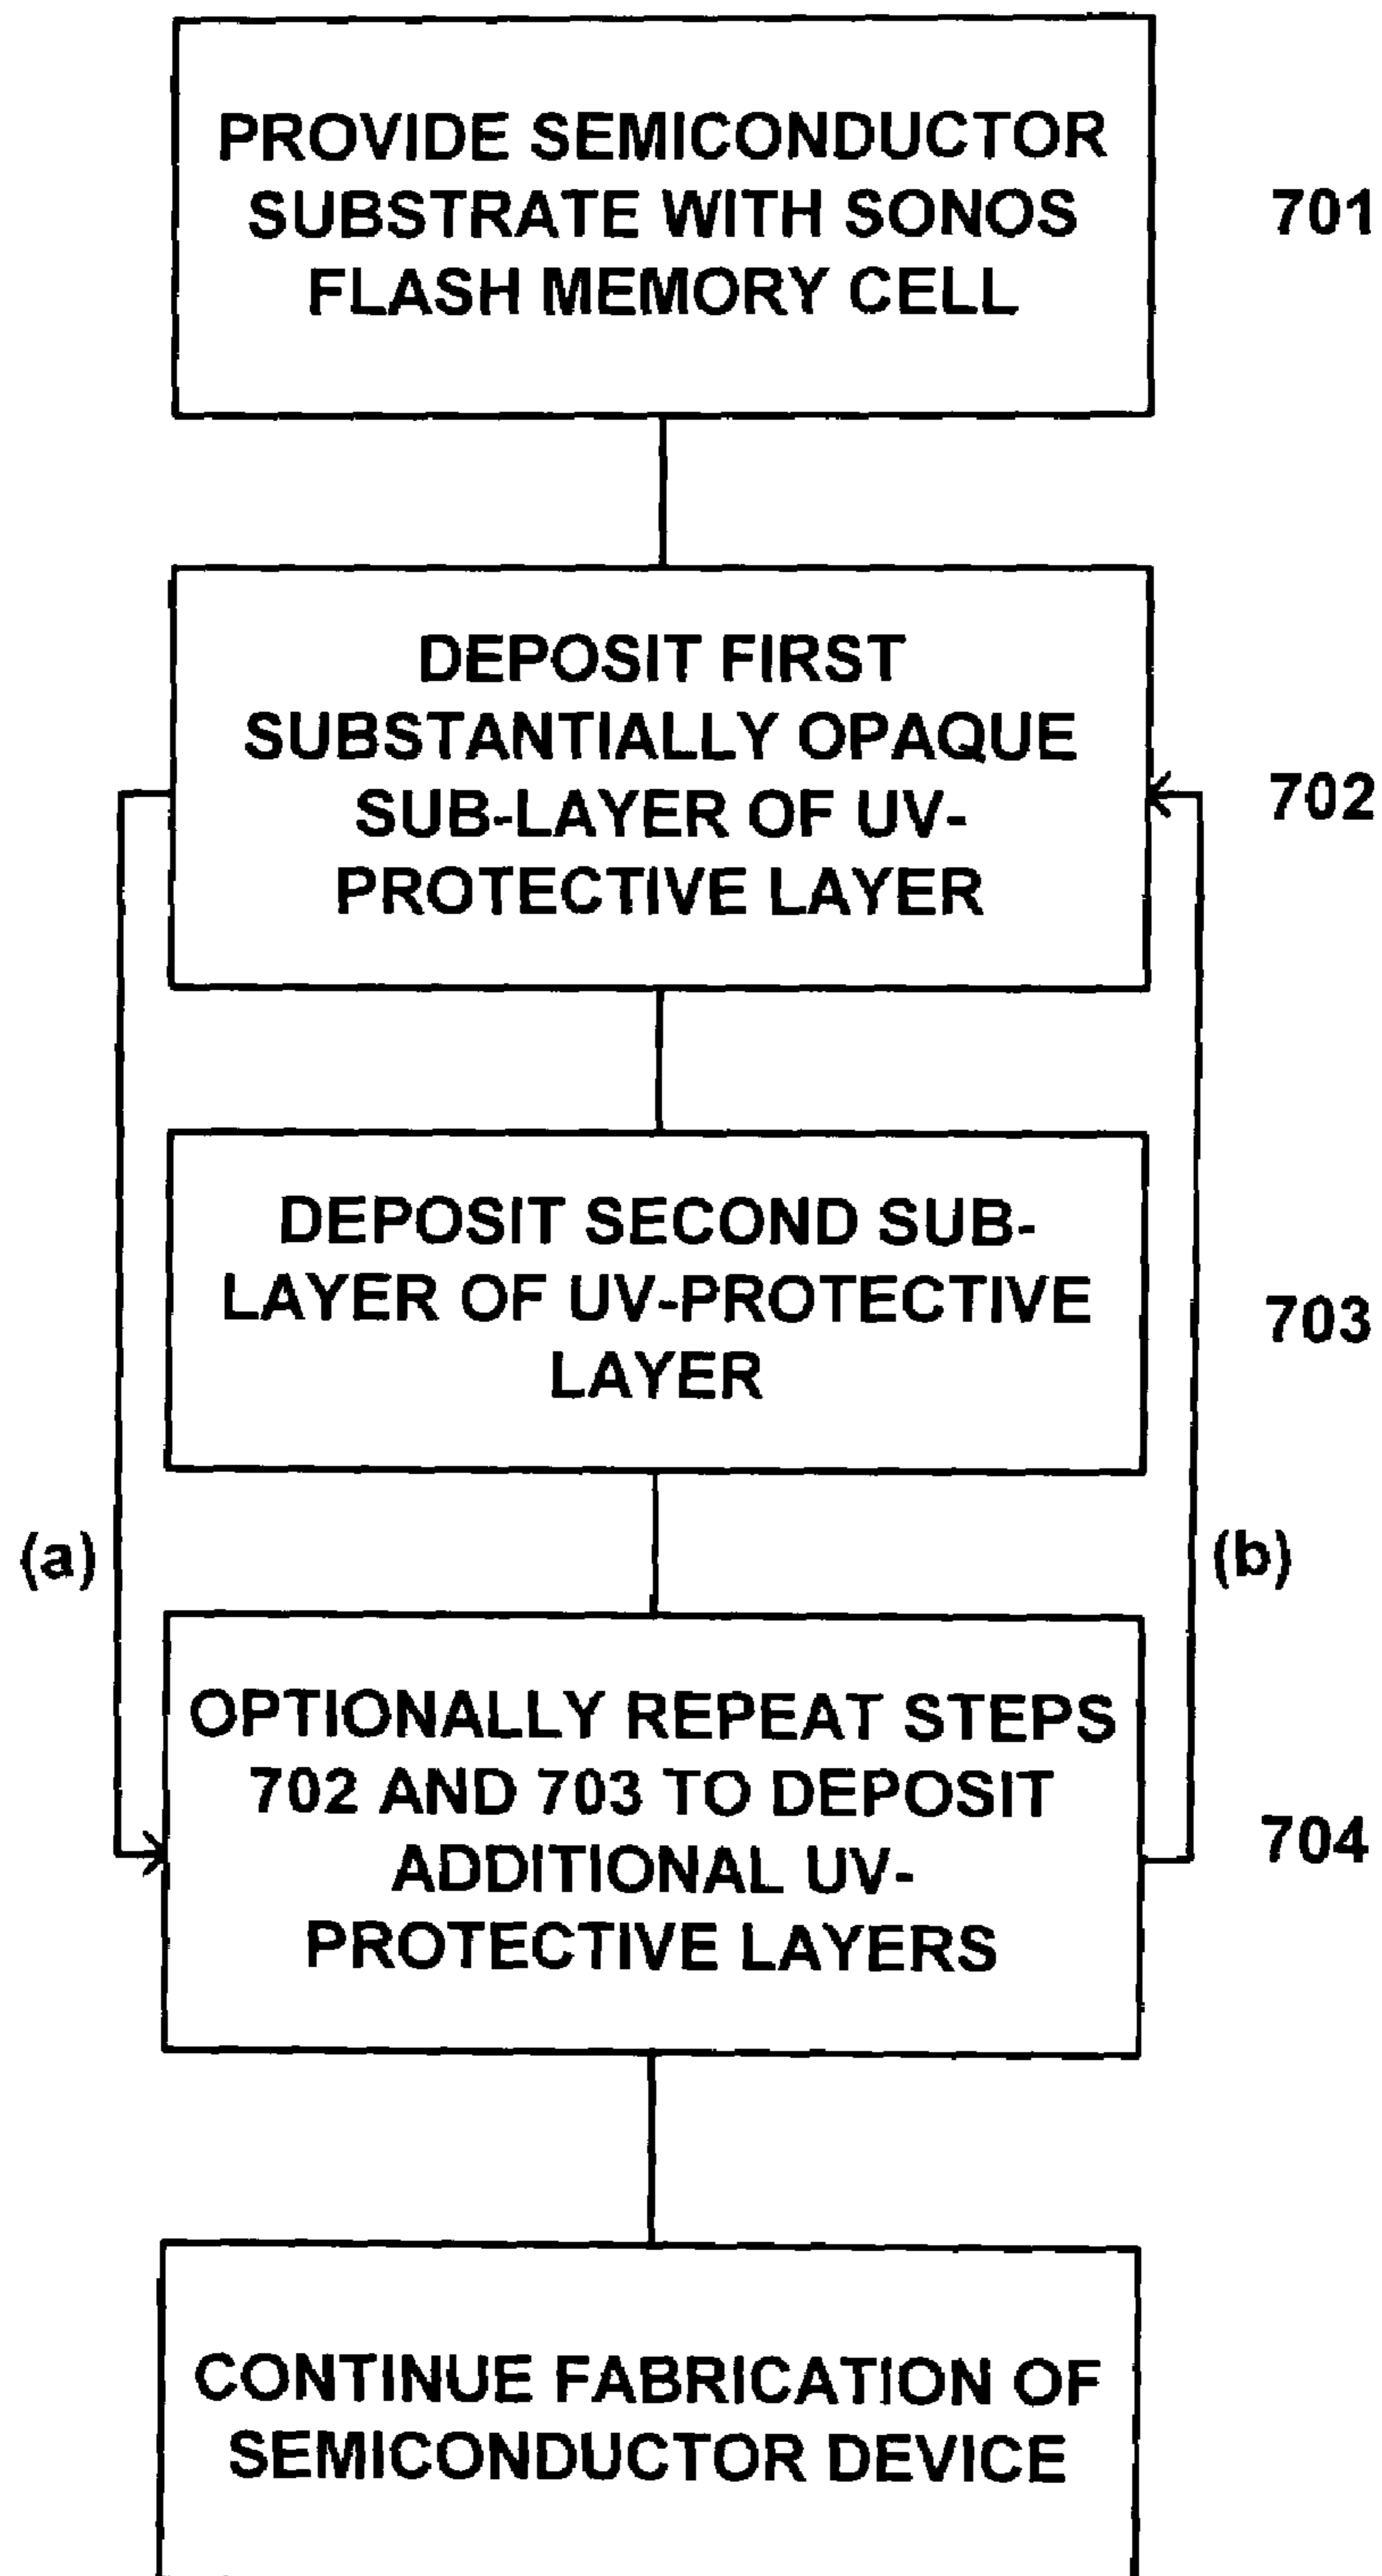 PROVIDE SEMICONDUCTOR
SUBSTRATE WITH SONOS
FLASH MEMORY CELL
701
DEPOSIT FIRST
SUBSTANTIALLY OPAQUE
SUB-LAYER OF UV-
PROTECTIVE LAYER
702
DEPOSIT SECOND SUB-
LAYER OF UV-PROTECTIVE
LAYER
703
(a)
(b)
OPTIONALLY REPEAT STEPS
702 AND 703 TO DEPOSIT
ADDITIONAL UV-
PROTECTIVE LAYERS
704
CONTINUE FABRICATION OF
SEMICONDUCTOR DEVICE